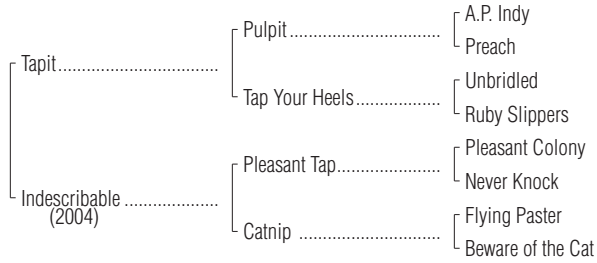 A.P. Indy
Pulpit
Preach
Tapit
Unbridled
Tap Your Heels
Ruby Slippers
Pleasant Colony
Pleasant Tap
Never Knock
Indescribable
(2004)
Flying Paster
Catnip
Beware of the Cat